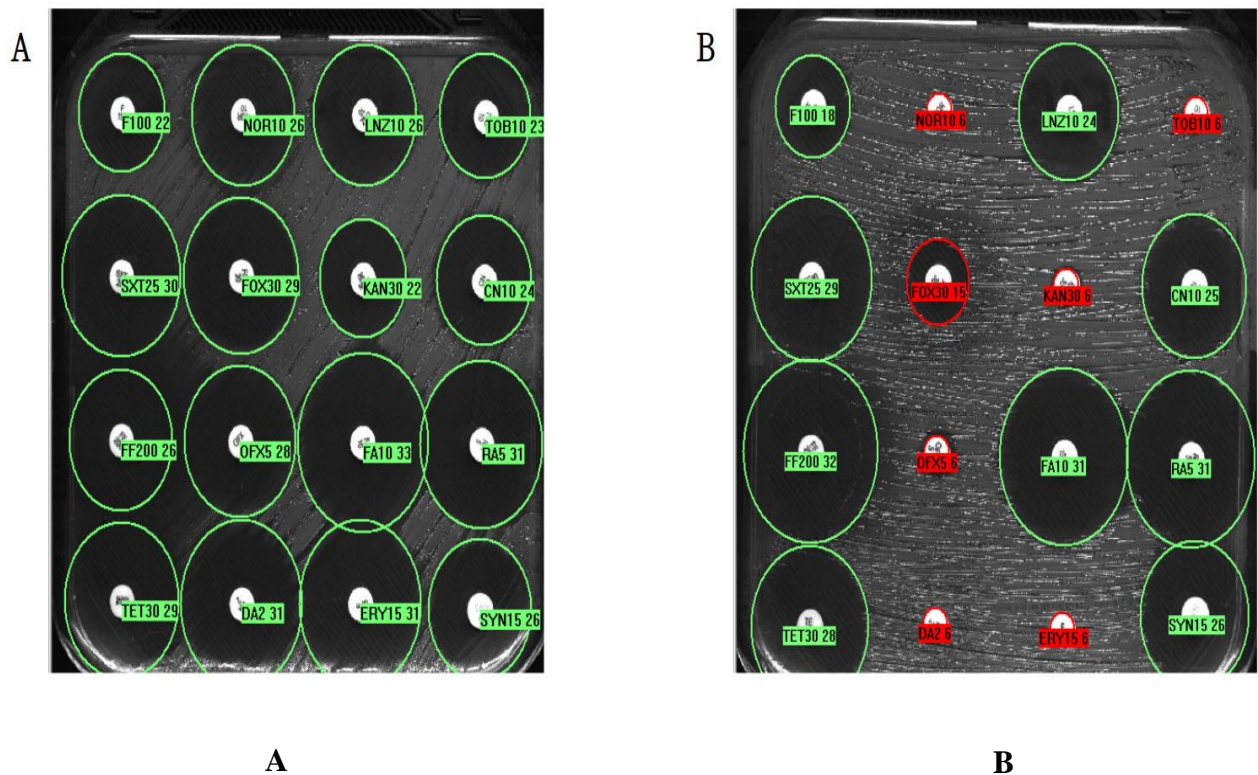 A
F100 22
NOR10 26
LNZ10 26
TOB10 23
SXT25 30
FOX30 29
KAN30 22
CN10 24
FF200 26
OFX5 28
FA10 33
RA5 31
TET30 29
DA2 31
ERY15 31
SYN15 26
A
B
F100 18
NOR10 6
LNZ10 24
TOB10 6
SXT25 29
FOX30 15
KAN30 6
CN10 25
FF200 32
OFX5 6
FA10 31
RA5 31
TET30 28
DA2 6
ERY15 6
SYN15 26
B